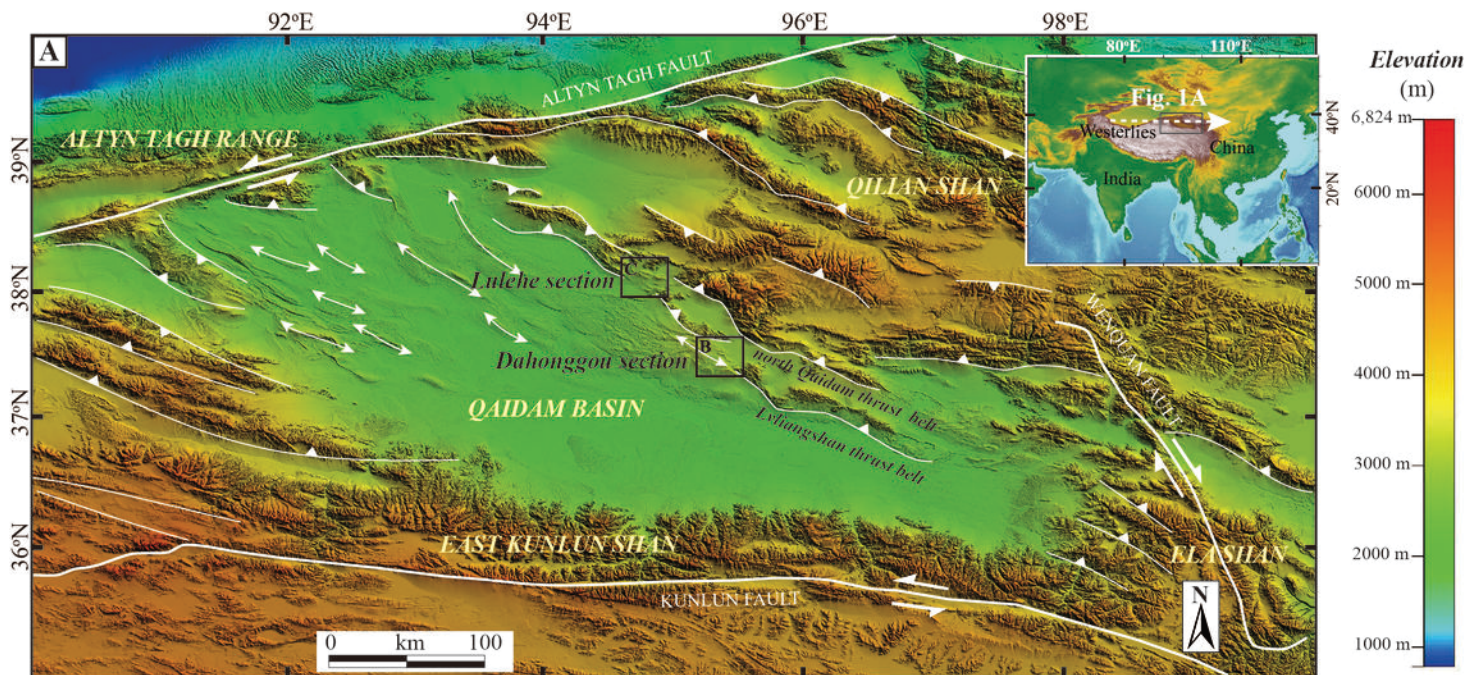 92°E 94°E 96°E 98°E
A
ALTYN TAGH FAULT
ALTYN TAGH RANGE
39°N
38°N
37°N
36°N
QILIAN SHAN
C
Lulehe section
B
Dahonggou section
north Qaidam thrust belt
Lvliangshan thrust belt
QAIDAM BASIN
WENQUAN FAULT
EAST KUNLUN SHAN
ELA SHAN
KUNLUN FAULT
N
0 km 100
80°E 110°E
Fig. 1A
40°N
Westerlies
China
India
20°N
Elevation
(m)
6,824 m
6000 m
5000 m
4000 m
3000 m
2000 m
1000 m